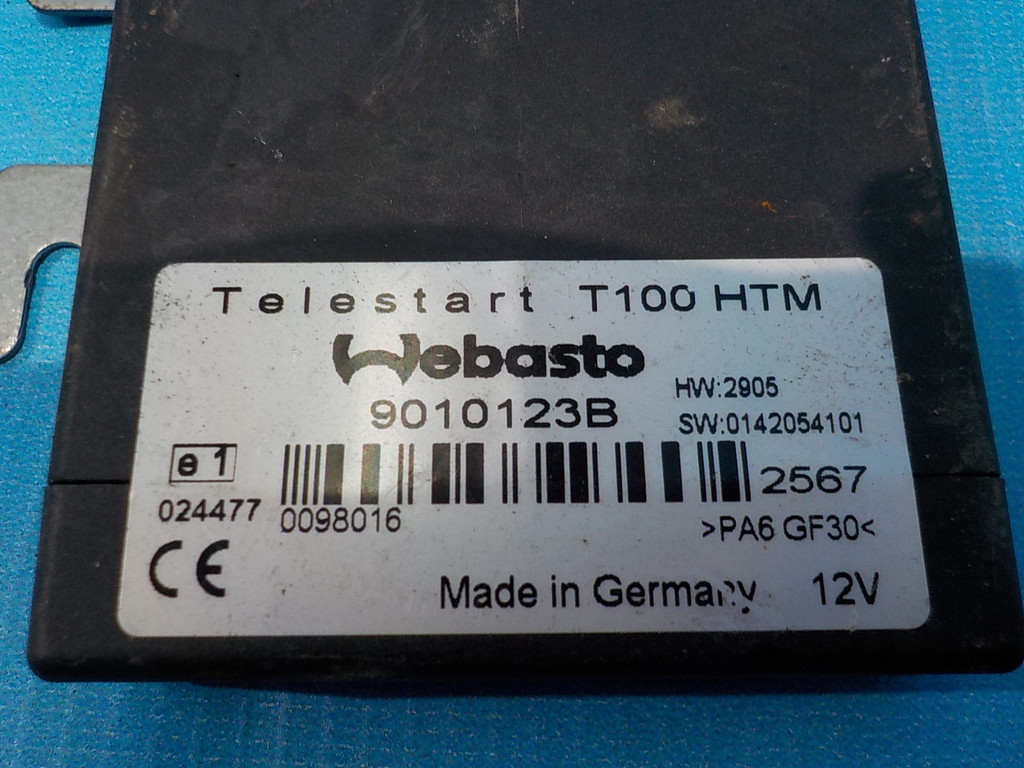 Telestart T100 HTM
Webasto
HW:2905
9010123B
SW:0142054101
e1
2567
024477
0098016
>PA6 GF30<
CE
Made in Germany 12V